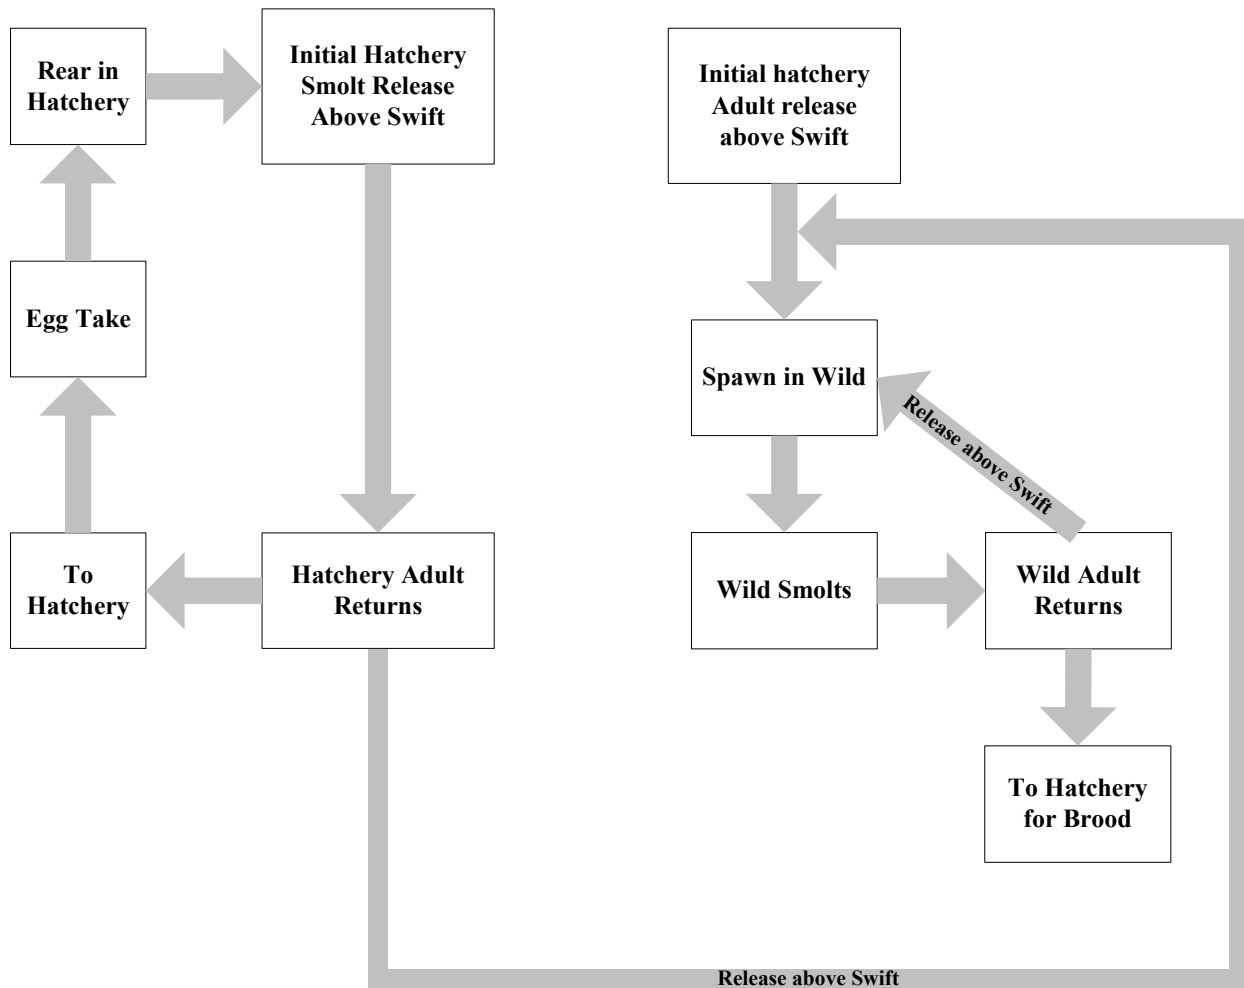 Rear in
Hatchery
Initial Hatchery
Smolt Release
Above Swift
Initial hatchery
Adult release
above Swift
Egg Take
Spawn in Wild
Release above Swift
To
Hatchery
Hatchery Adult
Returns
Wild Smolts
Wild Adult
Returns
To Hatchery
for Brood
Release above Swift